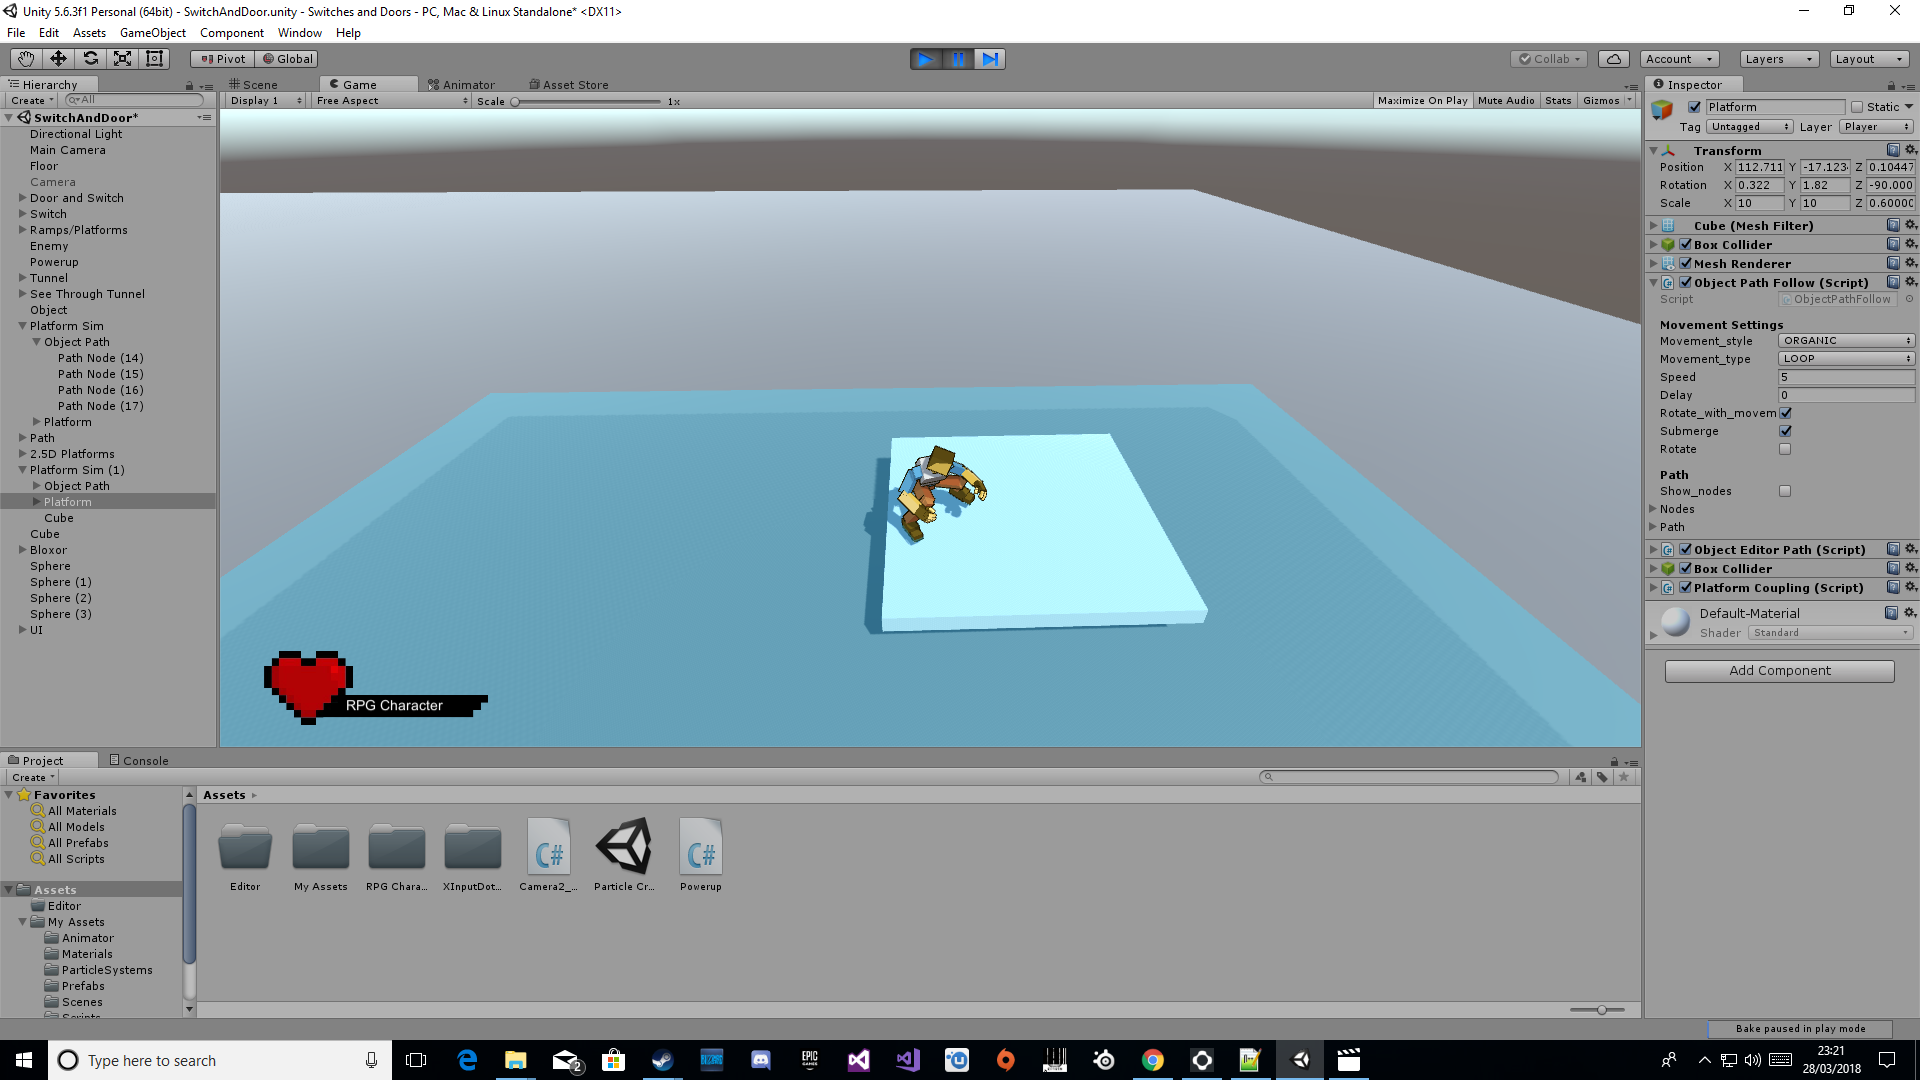 Unity 5.6.3f1 Personal (64bit) - SwitchAndDoor.unity - Switches and Doors - PC, Mac & Linux Standalone* <DX11>
File Edit Assets GameObject Component Window Help
Pivot Global Collab Account Layers Layout
Hierarchy
Create All
SwitchAndDoor*
Directional Light
Main Camera
Floor
Camera
Door and Switch
Switch
Ramps/Platforms
Enemy
Powerup
Tunnel
See Through Tunnel
Object
Platform Sim
Object Path
Path Node (14)
Path Node (15)
Path Node (16)
Path Node (17)
Platform
Path
2.5D Platforms
Platform Sim (1)
Object Path
Platform
Cube
Cube
Bloxor
Sphere
Sphere (1)
Sphere (2)
Sphere (3)
UI
Scene Game Animator Asset Store
Display 1 Free Aspect Scale 1x Maximize On Play Mute Audio Stats Gizmos
RPG Character
Inspector
Platform Static
Tag Untagged Layer Player
Transform
Position X 112.711 Y -17.123 Z 0.10447
Rotation X 0.322 Y 1.82 Z -90.000
Scale X 10 Y 10 Z 0.60000
Cube (Mesh Filter)
Box Collider
Mesh Renderer
Object Path Follow (Script)
Script ObjectPathFollow
Movement Settings
Movement_style ORGANIC
Movement_type LOOP
Speed 5
Delay 0
Rotate_with_movem
Submerge
Rotate
Path
Show_nodes
Nodes
Path
Object Editor Path (Script)
Box Collider
Platform Coupling (Script)
Default-Material
Shader Standard
Add Component
Project Console
Create
Favorites
All Materials
All Models
All Prefabs
All Scripts
Assets
Editor
My Assets
Animator
Materials
ParticleSystems
Prefabs
Scenes
Scripts
Assets
Editor My Assets RPG Chara... XInputDot... Camera2_... Particle Cr... Powerup
C# C#
Bake paused in play mode
Type here to search
2
EPIC GAMES
23:21
28/03/2018